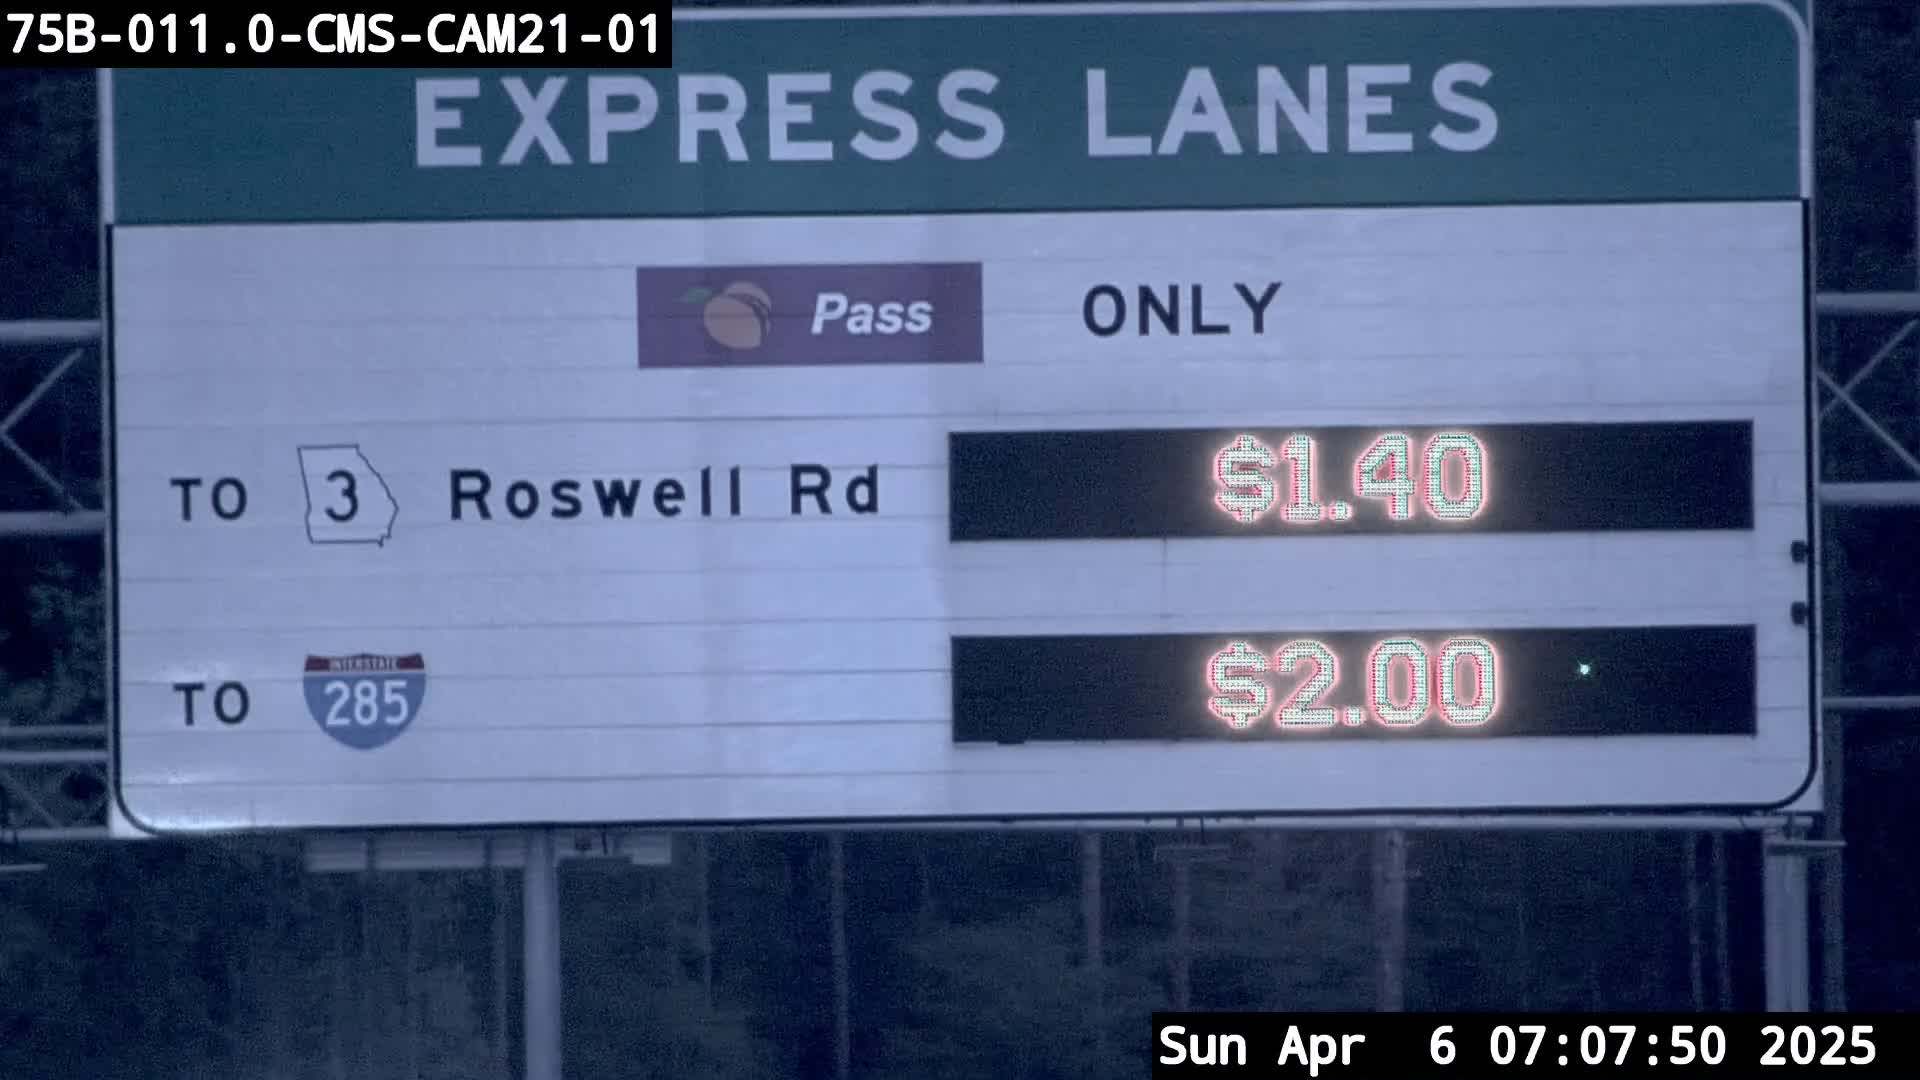 75B-011.0-CMS-CAM21-01
EXPRESS LANES
Pass ONLY
TO 3 Roswell Rd $1.40
TO INTERSTATE 285 $2.00
Sun Apr 6 07:07:50 2025